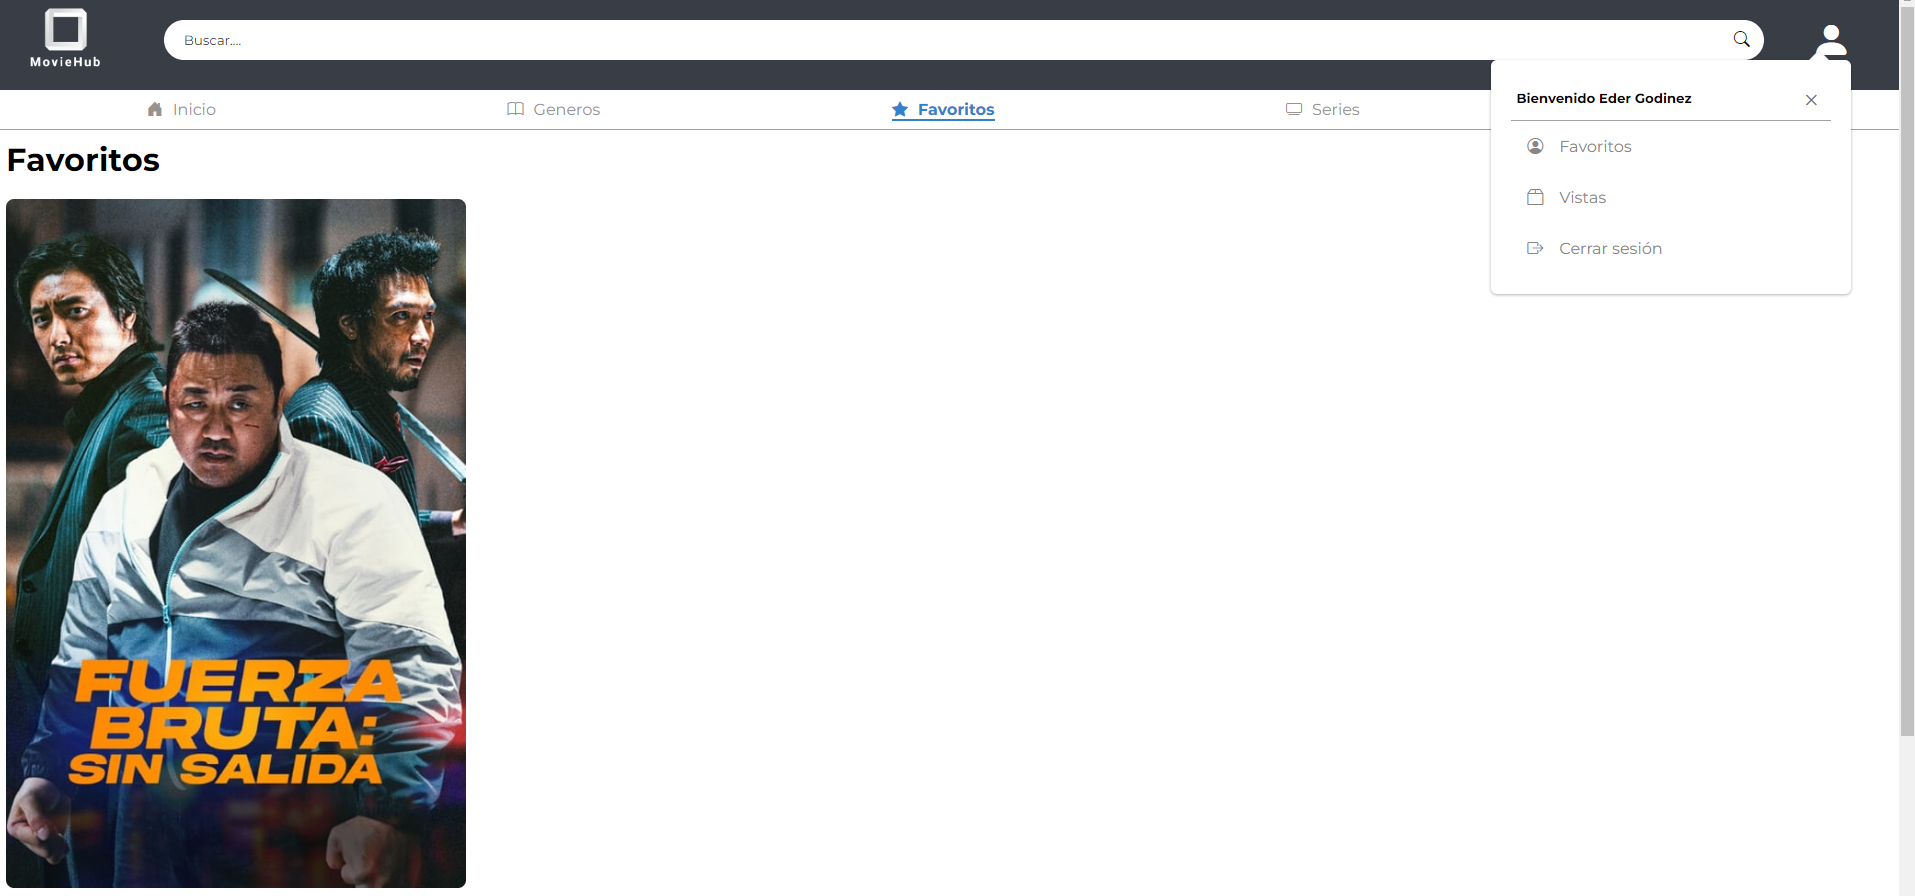 MovieHub
Buscar....
Bienvenido Eder Godinez
Favoritos
Vistas
Cerrar sesión
Inicio
Generos
Favoritos
Series
Favoritos
FUERZA
BRUTA:
SIN SALIDA